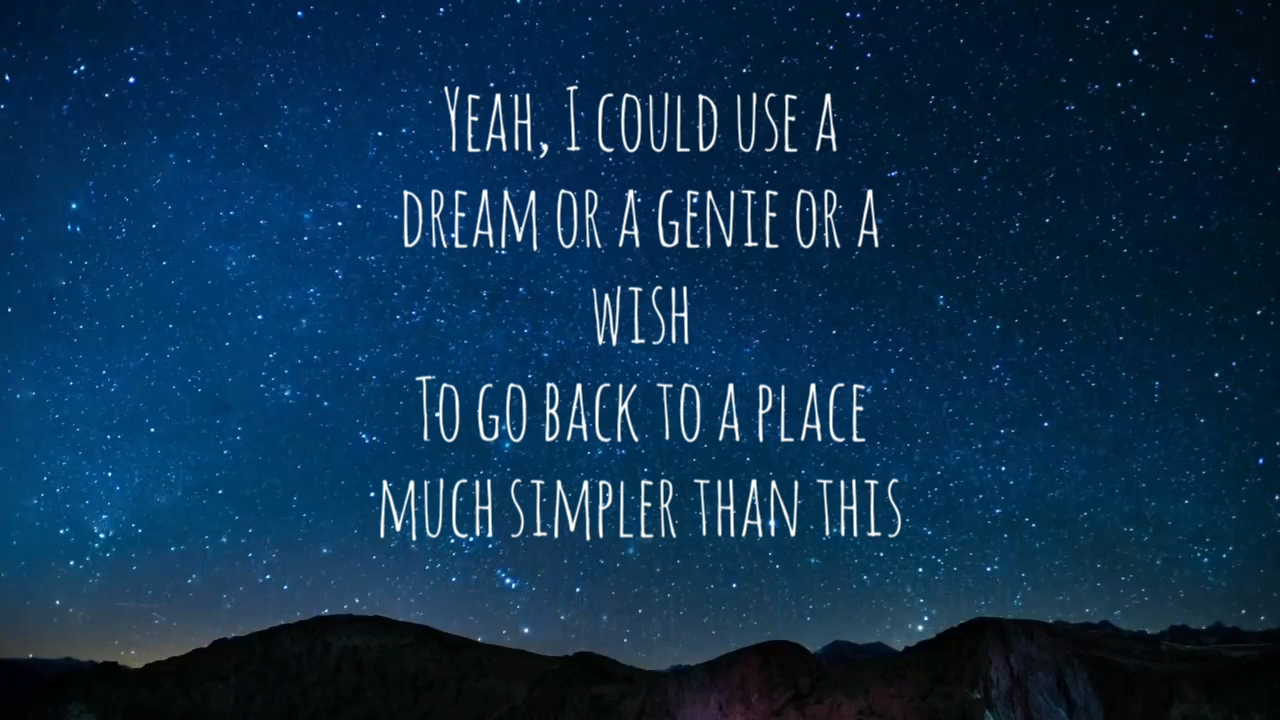 Yeah, I could use a
dream or a genie or a
wish
To go back to a place
much simpler than this